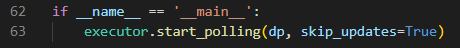 62 if __name__ == '__main__':
63     executor.start_polling(dp, skip_updates=True)